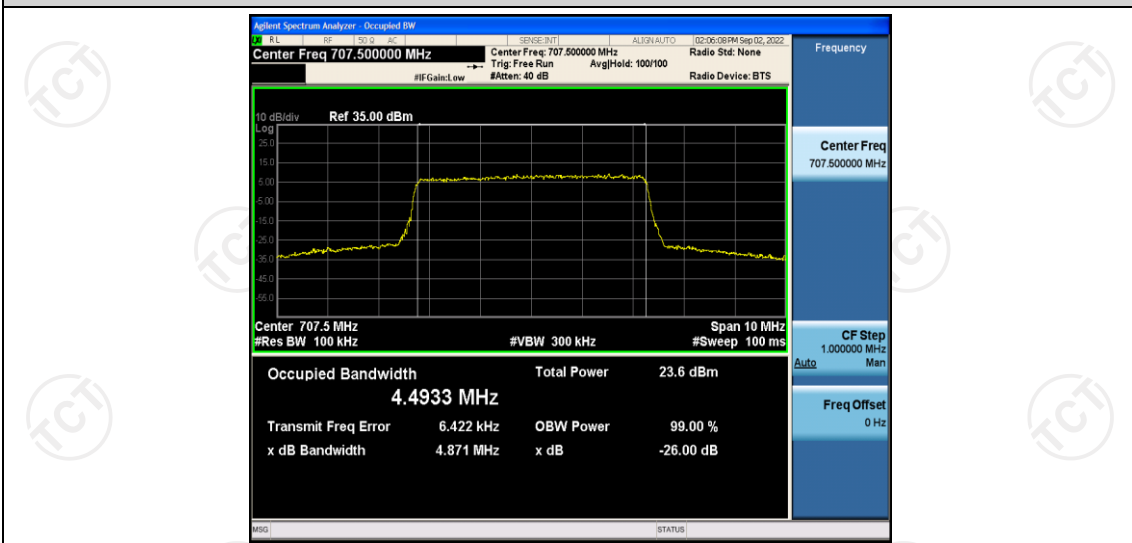 Agilent Spectrum Analyzer - Occupied BW
RL RF 50 Ω AC SENSE:INT ALIGN AUTO 02:06:08 PM Sep 02, 2022
Center Freq 707.500000 MHz
Center Freq: 707.500000 MHz
Radio Std: None
Trig: Free Run Avg|Hold: 100/100
#IFGain:Low #Atten: 40 dB Radio Device: BTS
Frequency
10 dB/div Ref 35.00 dBm
Log
25.0
15.0
5.00
-5.00
-15.0
-25.0
-35.0
-45.0
-55.0
Center 707.5 MHz Span 10 MHz
#Res BW 100 kHz #VBW 300 kHz #Sweep 100 ms
Occupied Bandwidth Total Power 23.6 dBm
4.4933 MHz
Transmit Freq Error 6.422 kHz OBW Power 99.00 %
x dB Bandwidth 4.871 MHz x dB -26.00 dB
Center Freq
707.500000 MHz
CF Step
1.000000 MHz
Auto Man
Freq Offset
0 Hz
MSG STATUS
TCT
TCT
TCT
TCT
TCT
TCT